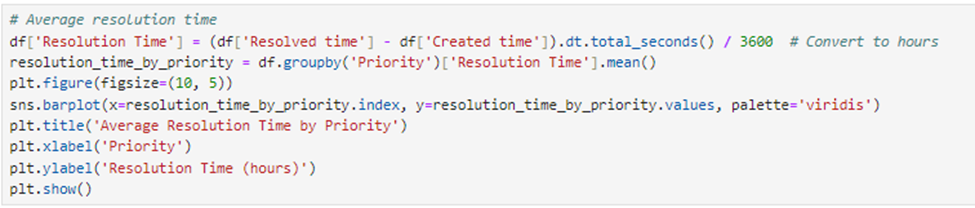 # Average resolution time
df['Resolution Time'] = (df['Resolved time'] - df['Created time']).dt.total_seconds() / 3600  # Convert to hours
resolution_time_by_priority = df.groupby('Priority')['Resolution Time'].mean()
plt.figure(figsize=(10, 5))
sns.barplot(x=resolution_time_by_priority.index, y=resolution_time_by_priority.values, palette='viridis')
plt.title('Average Resolution Time by Priority')
plt.xlabel('Priority')
plt.ylabel('Resolution Time (hours)')
plt.show()